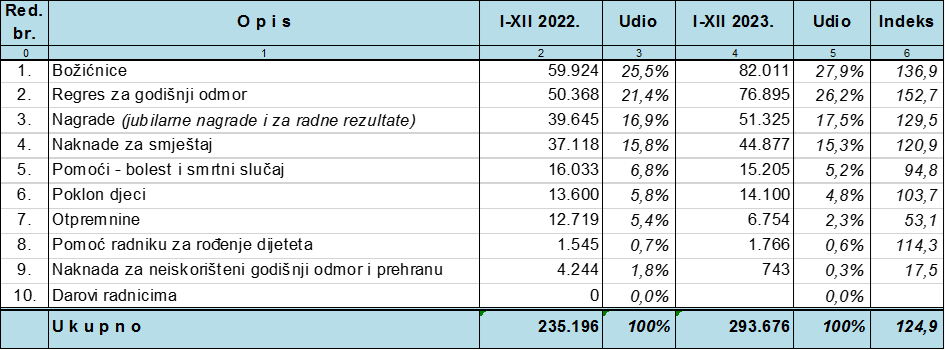 Red. br. O p i s I-XII 2022. Udio I-XII 2023. Udio Indeks
0 1 2 3 4 5 6
1. Božićnice 59.924 25,5% 82.011 27,9% 136,9
2. Regres za godišnji odmor 50.368 21,4% 76.895 26,2% 152,7
3. Nagrade (jubilarne nagrade i za radne rezultate) 39.645 16,9% 51.325 17,5% 129,5
4. Naknade za smještaj 37.118 15,8% 44.877 15,3% 120,9
5. Pomoći - bolest i smrtni slučaj 16.033 6,8% 15.205 5,2% 94,8
6. Poklon djeci 13.600 5,8% 14.100 4,8% 103,7
7. Otpremnine 12.719 5,4% 6.754 2,3% 53,1
8. Pomoć radniku za rođenje dijeteta 1.545 0,7% 1.766 0,6% 114,3
9. Naknada za neiskorišteni godišnji odmor i prehranu 4.244 1,8% 743 0,3% 17,5
10. Darovi radnicima 0 0,0% 0,0%
U k u p n o 235.196 100% 293.676 100% 124,9